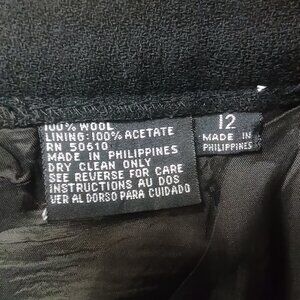 100% WOOL
LINING: 100% ACETATE
RN 50610
MADE IN PHILIPPINES
DRY CLEAN ONLY
SEE REVERSE FOR CARE
INSTRUCTIONS AU DOS
VER AL DORSO PARA CUIDADO
12
MADE IN
PHILIPPINES